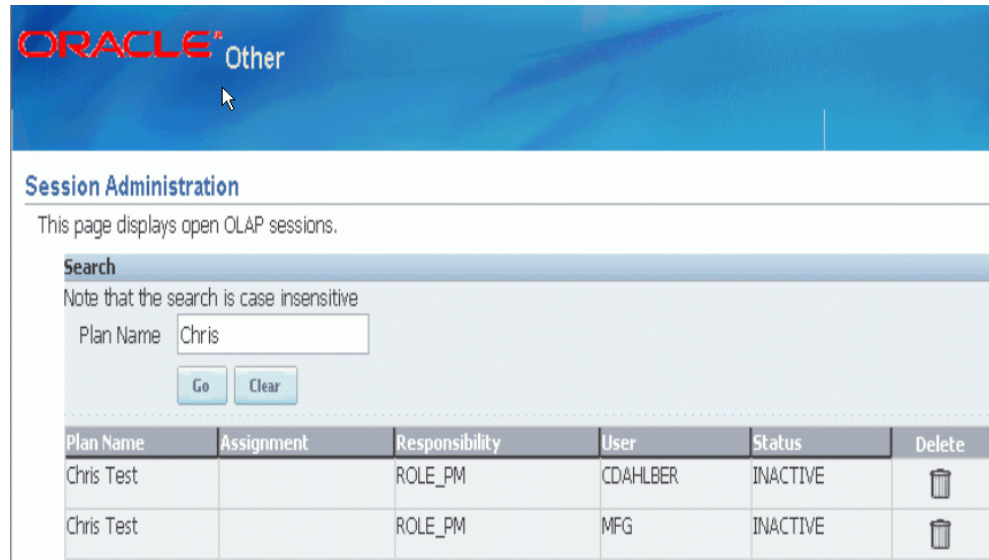 ORACLE Other
Session Administration
This page displays open OLAP sessions.
Search
Note that the search is case insensitive
Plan Name Chris
Go Clear
Plan Name Assignment Responsibility User Status Delete
Chris Test ROLE_PM CDAHLBER INACTIVE
Chris Test ROLE_PM MFG INACTIVE